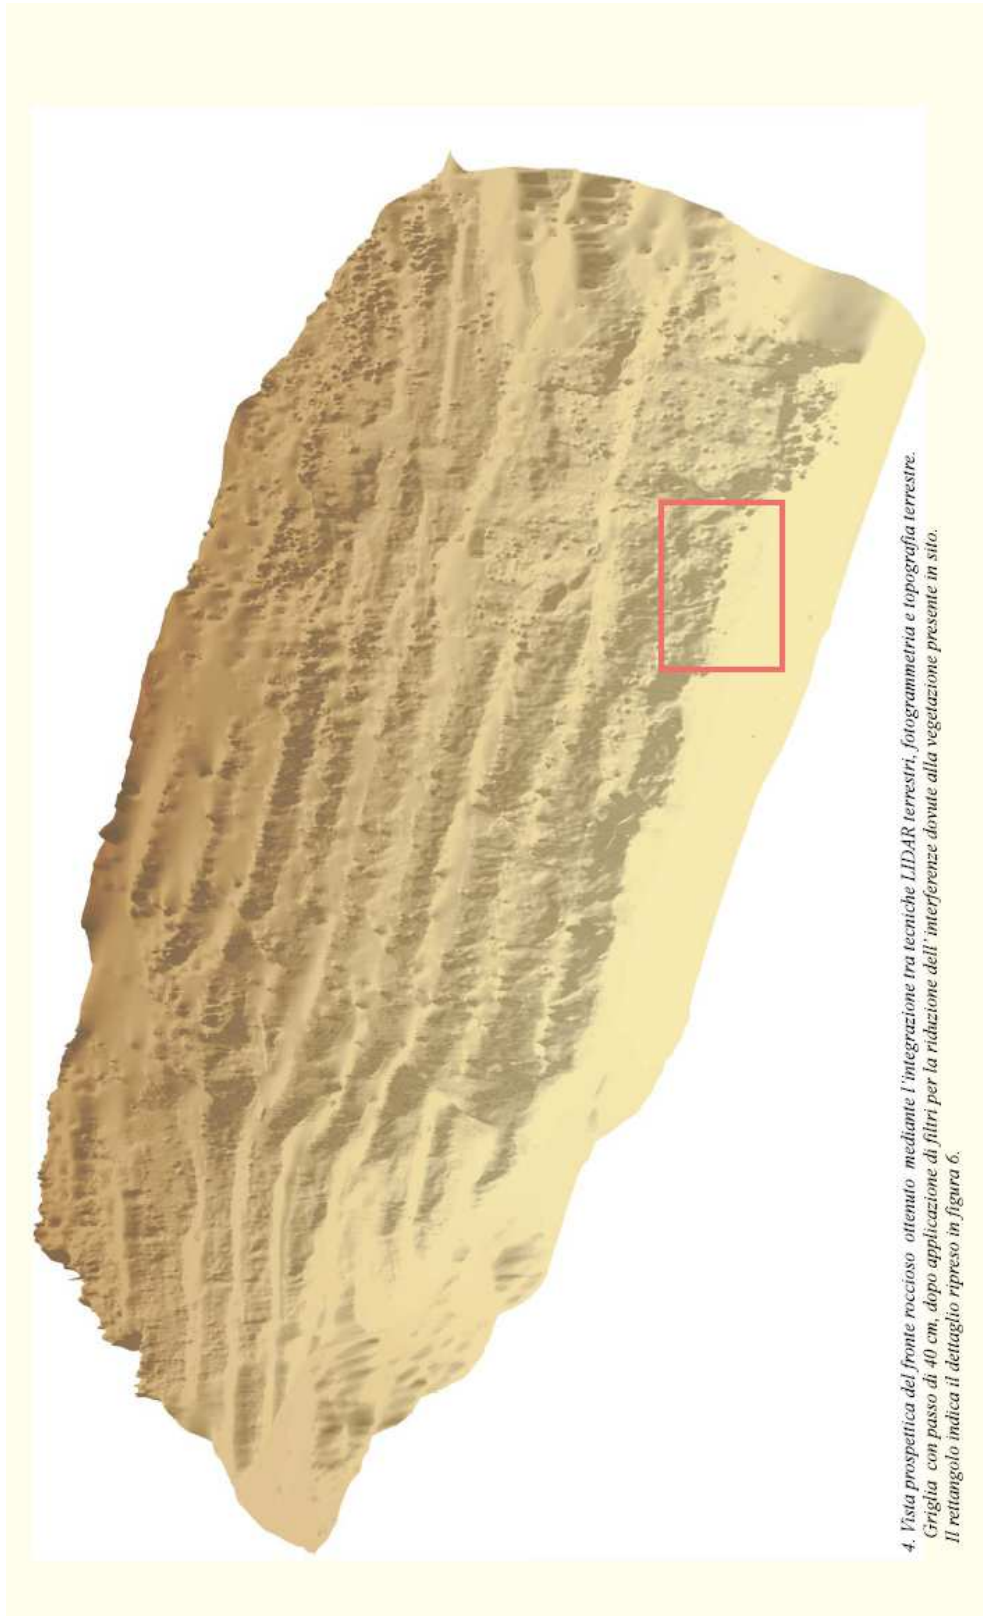 4. Vista prospettica del fronte roccioso ottenuto mediante l'integrazione tra tecniche LIDAR terrestri, fotogrammetria e topografia terrestre.
Griglia con passo di 40 cm, dopo applicazione di filtri per la riduzione dell' interferenze dovute alla vegetazione presente in sito.
Il rettangolo indica il dettaglio ripreso in figura 6.